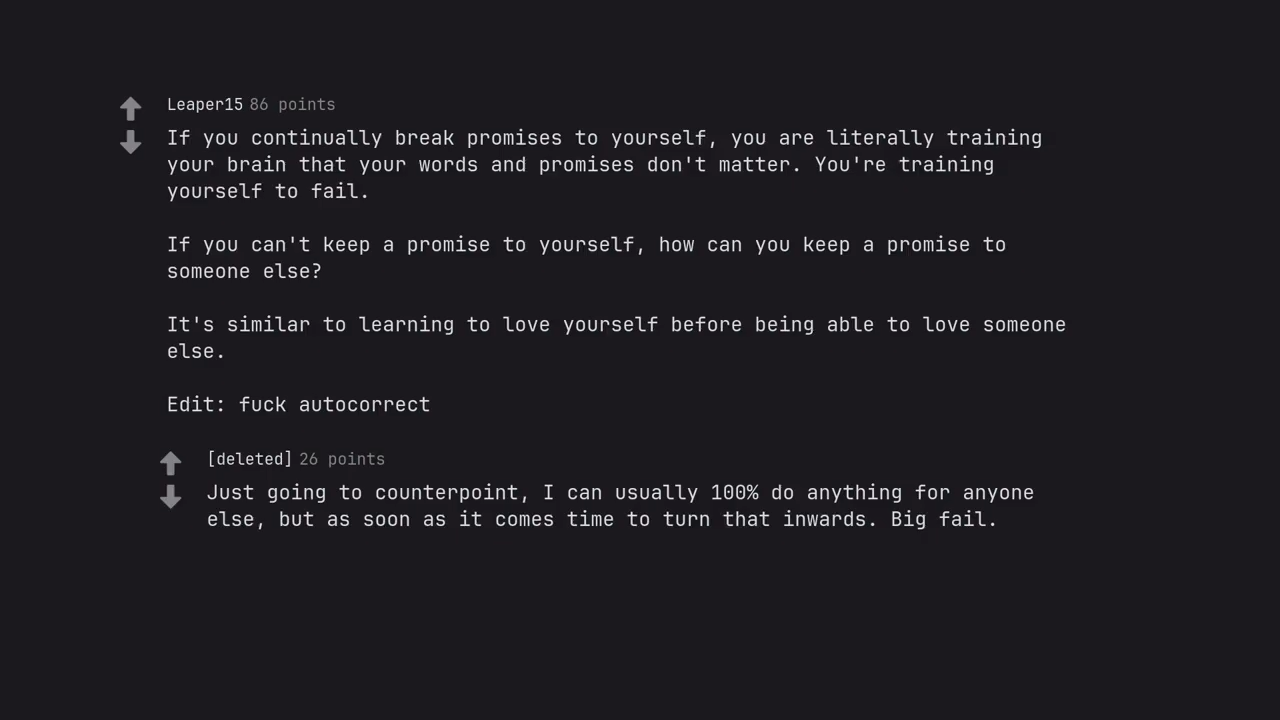 Leaper15 86 points
If you continually break promises to yourself, you are literally training
your brain that your words and promises don't matter. You're training
yourself to fail.
If you can't keep a promise to yourself, how can you keep a promise to
someone else?
It's similar to learning to love yourself before being able to love someone
else.
Edit: fuck autocorrect
[deleted] 26 points
Just going to counterpoint, I can usually 100% do anything for anyone
else, but as soon as it comes time to turn that inwards. Big fail.